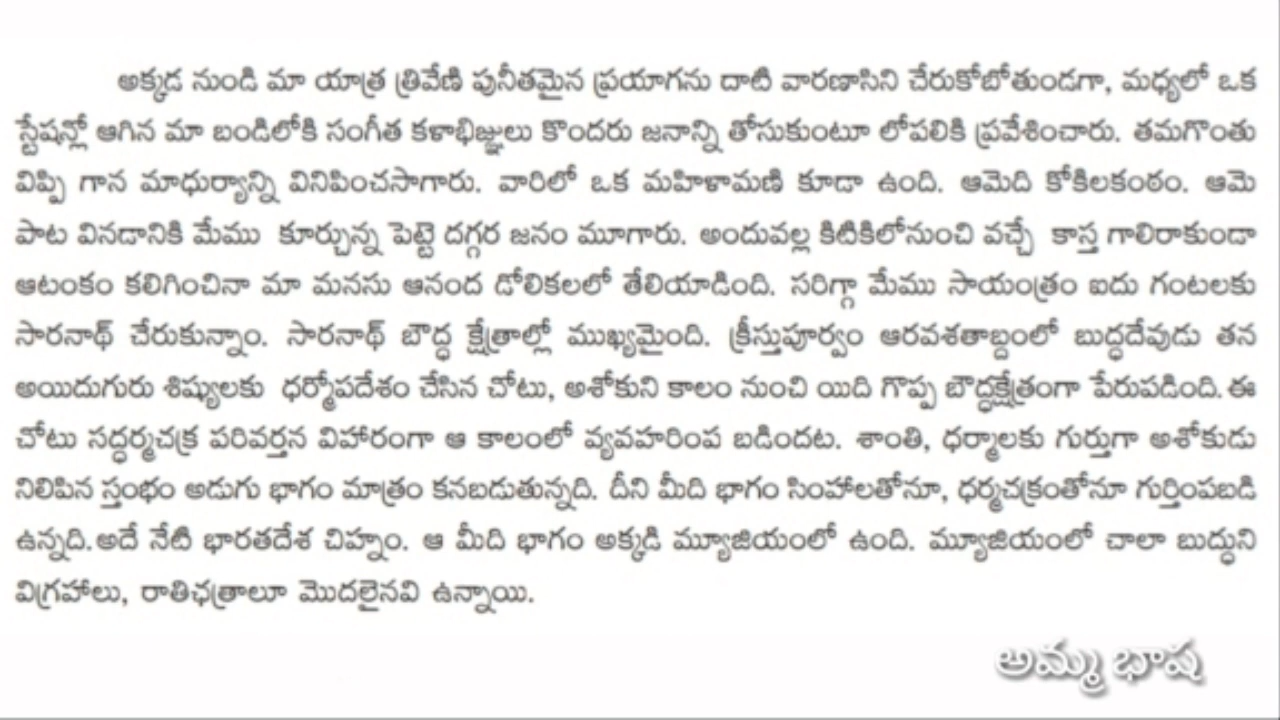 అక్కడ నుండి మా యాత్ర త్రివేణి పునీతమైన ప్రయాగను దాటి వారణాసిని చేరుకోబోతుండగా, మధ్యలో ఒక
స్టేషన్లో ఆగిన మా బండిలోకి సంగీత కళాభిజ్ఞులు కొందరు జనాన్ని తోసుకుంటూ లోపలికి ప్రవేశించారు. తమగొంతు
విప్పి గాన మాధుర్యాన్ని వినిపించసాగారు. వారిలో ఒక మహిళామణి కూడా ఉంది. ఆమెది కోకిలకంఠం. ఆమె
పాట వినడానికి మేము కూర్చున్న పెట్టె దగ్గర జనం మూగారు. అందువల్ల కిటికిలోనుంచి వచ్చే కాస్త గాలిరాకుండా
ఆటంకం కలిగించినా మా మనసు ఆనంద డోలికలలో తేలియాడింది. సరిగ్గా మేము సాయంత్రం ఐదు గంటలకు
సారనాథ్ చేరుకున్నాం. సారనాథ్ బౌద్ధ క్షేత్రాల్లో ముఖ్యమైంది. క్రీస్తుపూర్వం ఆరవశతాబ్దంలో బుద్ధదేవుడు తన
అయిదుగురు శిష్యులకు ధర్మోపదేశం చేసిన చోటు, అశోకుని కాలం నుంచి యిది గొప్ప బౌద్ధక్షేత్రంగా పేరుపడింది. ఈ
చోటు సద్ధర్మచక్ర పరివర్తన విహారంగా ఆ కాలంలో వ్యవహరింప బడిందట. శాంతి, ధర్మాలకు గుర్తుగా అశోకుడు
నిలిపిన స్తంభం అడుగు భాగం మాత్రం కనబడుతున్నది. దీని మీది భాగం సింహాలతోనూ, ధర్మచక్రంతోనూ గుర్తింపబడి
ఉన్నది. అదే నేటి భారతదేశ చిహ్నం. ఆ మీది భాగం అక్కడి మ్యూజియంలో ఉంది. మ్యూజియంలో చాలా బుద్ధుని
విగ్రహాలు, రాతిఛత్రాలూ మొదలైనవి ఉన్నాయి.
అమ్మ భాష